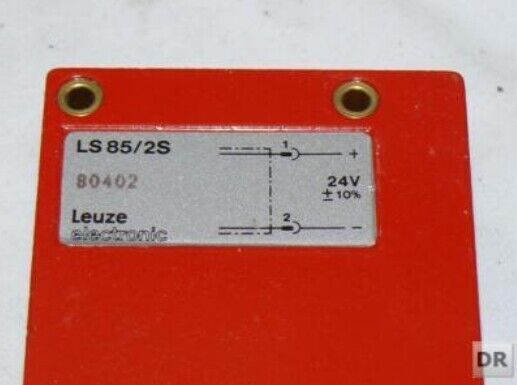 LS 85/2S
80402
Leuze
electronic
1
+
24V
±10%
2
−
DR